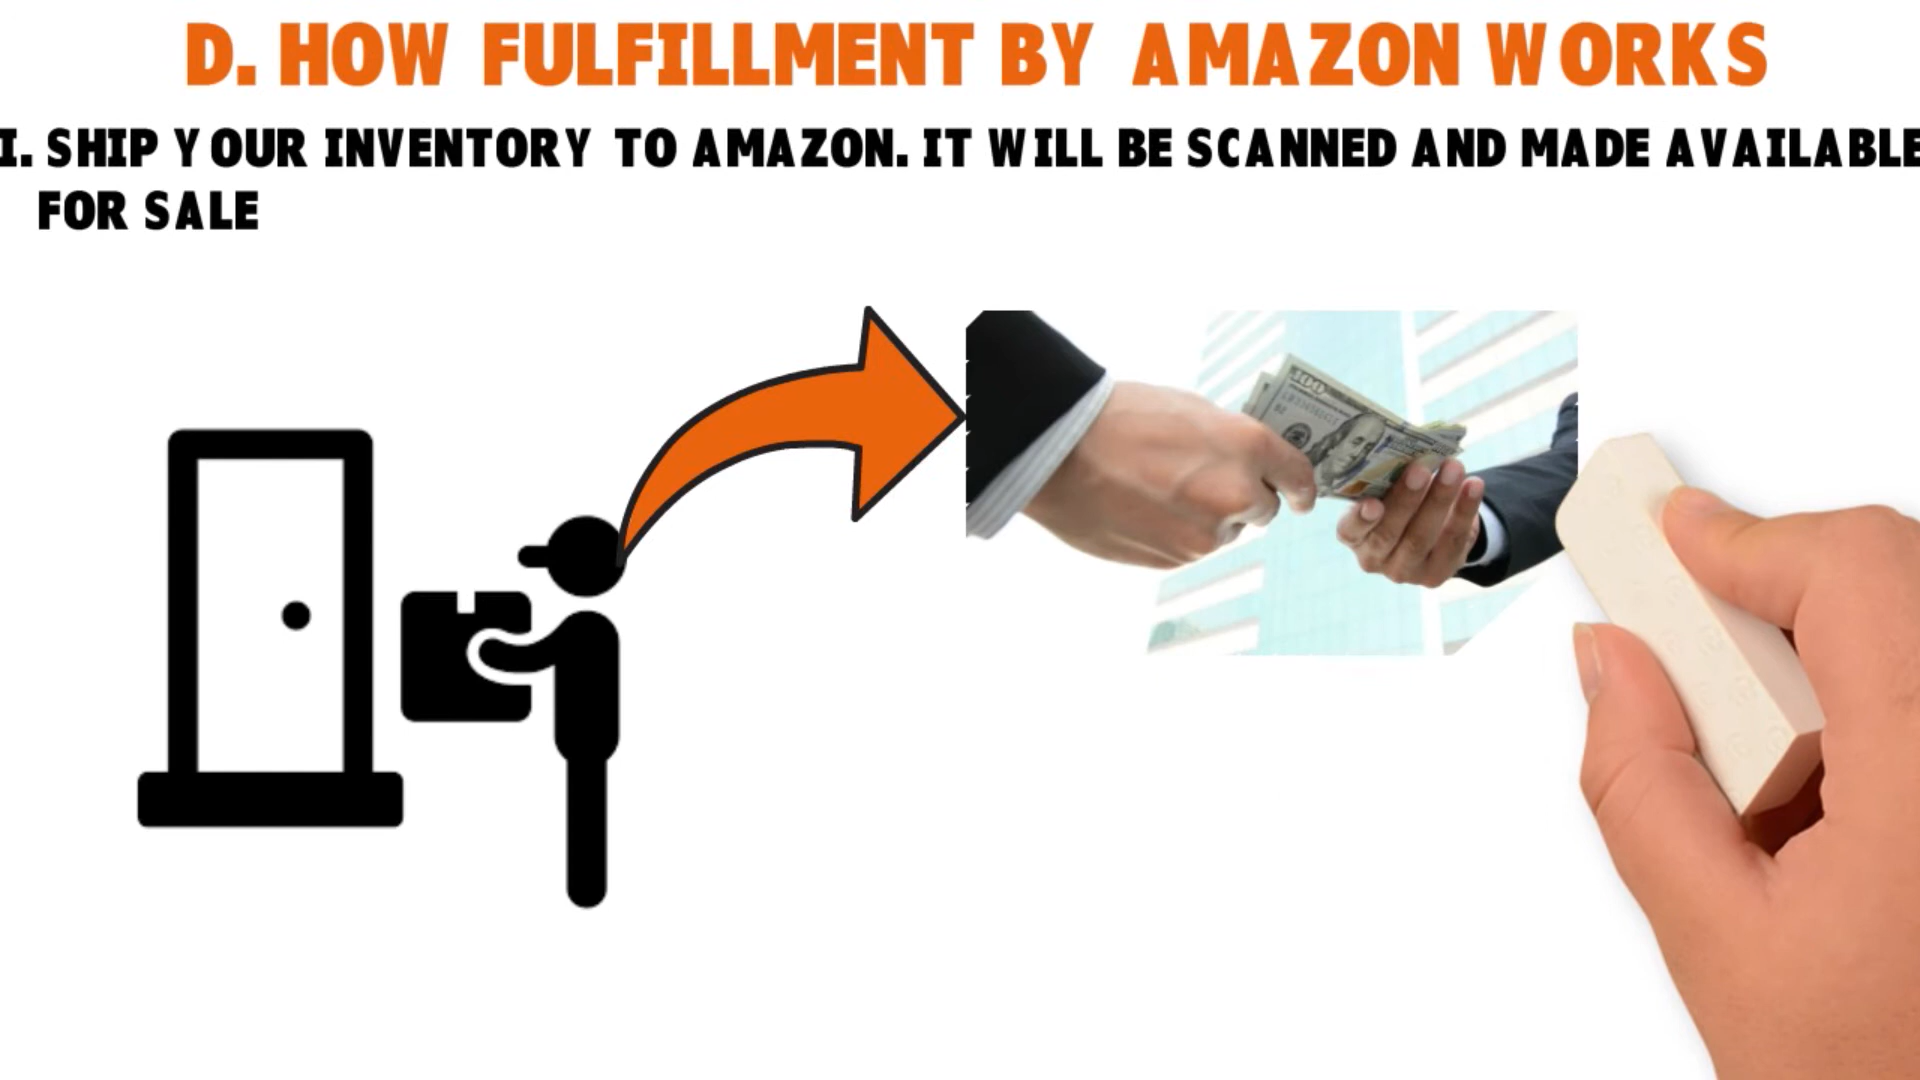 D. HOW FULFILLMENT BY AMAZON WORKS
I. SHIP YOUR INVENTORY TO AMAZON. IT WILL BE SCANNED AND MADE AVAILABLE
FOR SALE
100